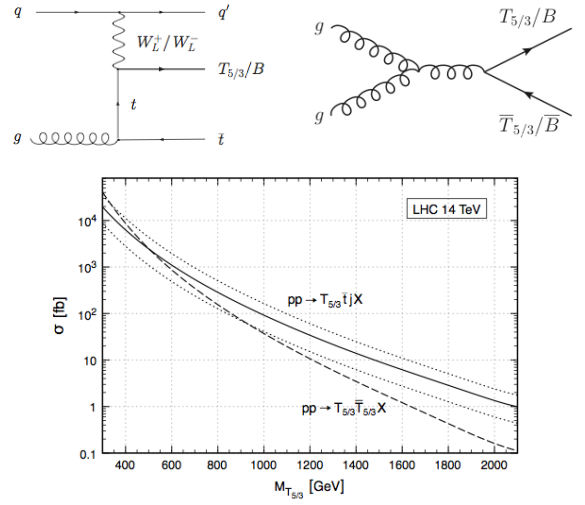 q q′
W_L^+/W_L^-
T_{5/3}/B
t
g t̄
g T_{5/3}/B
g T̅_{5/3}/B̅
LHC 14 TeV
σ [fb]
10^4
10^3
10^2
10
1
0.1
pp→T_{5/3} t̄ j X
pp→T_{5/3}T̅_{5/3}X
400 600 800 1000 1200 1400 1600 1800 2000
M_{T_{5/3}} [GeV]